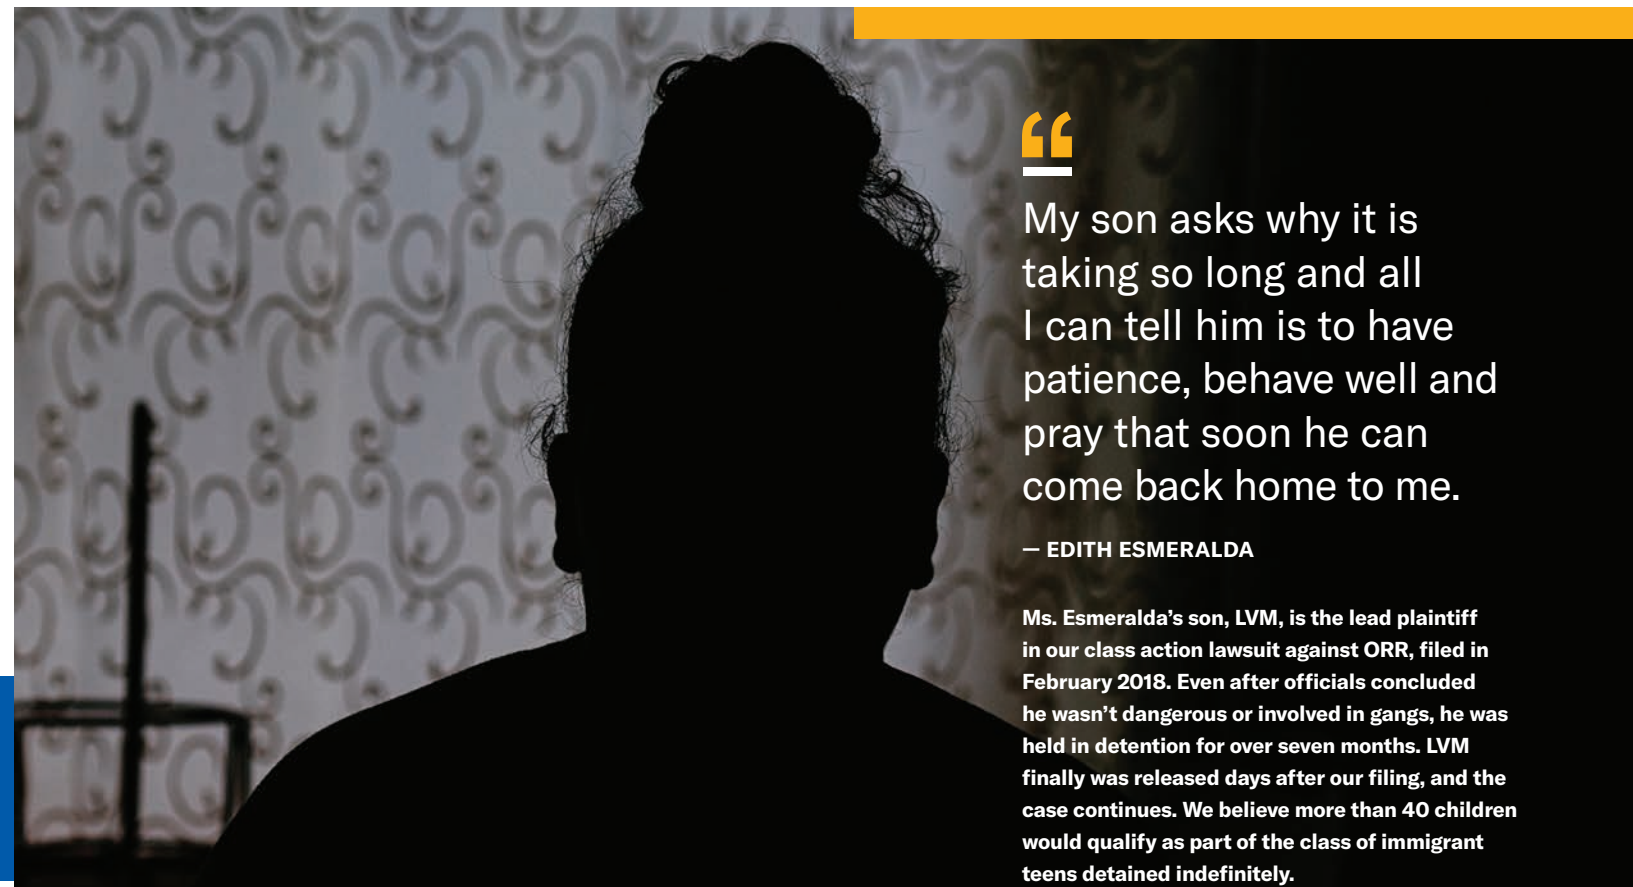 “
My son asks why it is
taking so long and all
I can tell him is to have
patience, behave well and
pray that soon he can
come back home to me.
— EDITH ESMERALDA
Ms. Esmeralda’s son, LVM, is the lead plaintiff
in our class action lawsuit against ORR, filed in
February 2018. Even after officials concluded
he wasn’t dangerous or involved in gangs, he was
held in detention for over seven months. LVM
finally was released days after our filing, and the
case continues. We believe more than 40 children
would qualify as part of the class of immigrant
teens detained indefinitely.